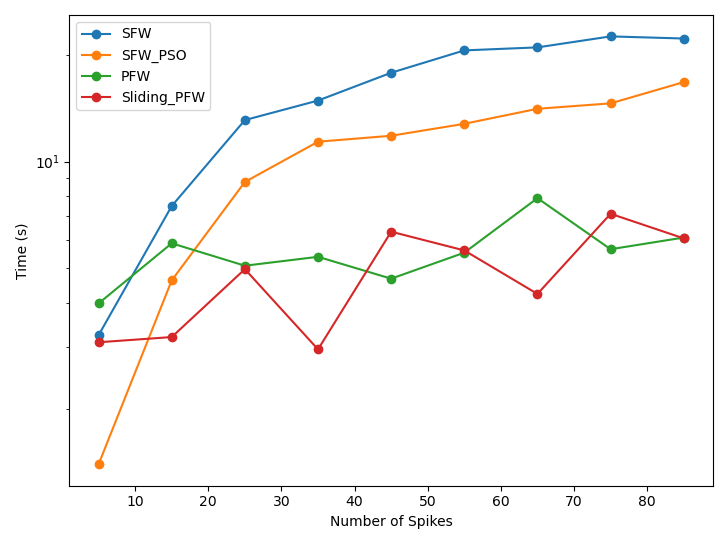 SFW
SFW_PSO
PFW
Sliding_PFW
10¹
Time (s)
10 20 30 40 50 60 70 80
Number of Spikes